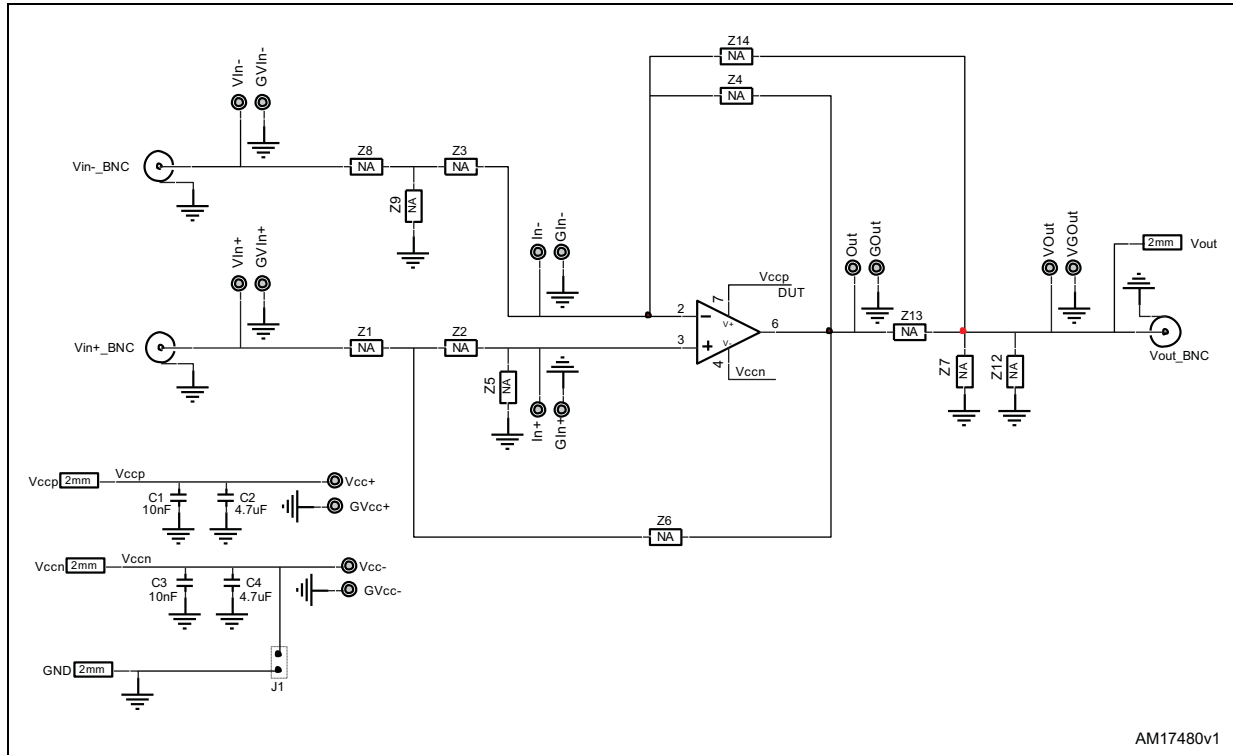 Z14
NA
Z4
NA
VIn-
GVIn-
Vin-_BNC
Z8
NA
Z3
NA
Z9
NA
VIn+
GVIn+
In-
GIn-
Vccp
DUT
7
V+
2
6
3
V-
4
Vccn
Out
GOut
Z13
NA
VOut
VGOut
2mm Vout
Vout_BNC
Z7
NA
Z12
NA
Vin+_BNC
Z1
NA
Z2
NA
Z5
NA
In+
GIn+
Vccp 2mm Vccp
Vcc+
C1
10nF
C2
4.7uF
GVcc+
Z6
NA
Vccn 2mm Vccn
Vcc-
C3
10nF
C4
4.7uF
GVcc-
GND 2mm
J1
AM17480v1